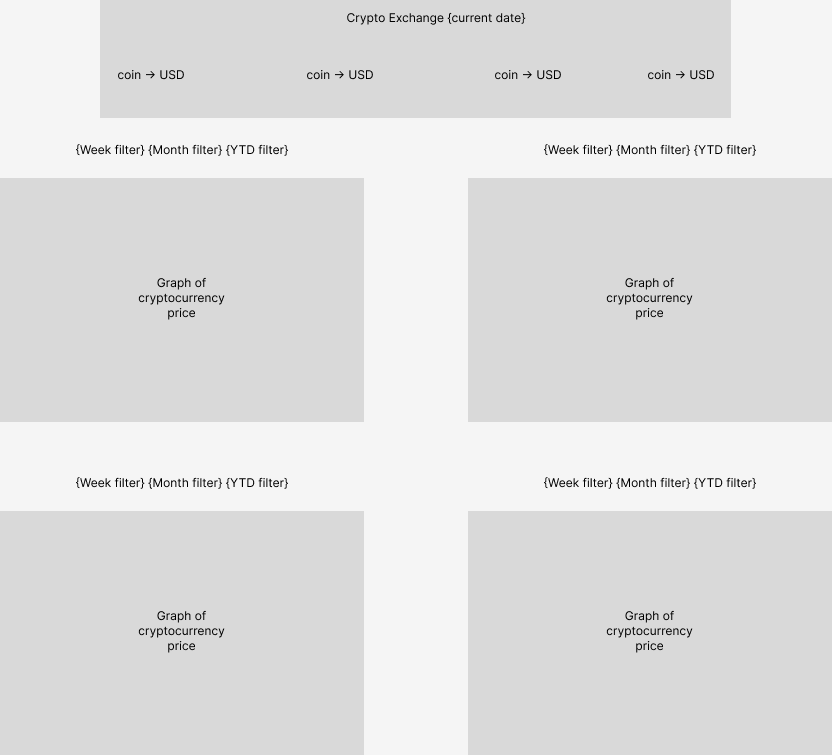 Crypto Exchange {current date}
coin → USD
coin → USD
coin → USD
coin → USD
{Week filter} {Month filter} {YTD filter}
{Week filter} {Month filter} {YTD filter}
Graph of
cryptocurrency
price
Graph of
cryptocurrency
price
{Week filter} {Month filter} {YTD filter}
{Week filter} {Month filter} {YTD filter}
Graph of
cryptocurrency
price
Graph of
cryptocurrency
price